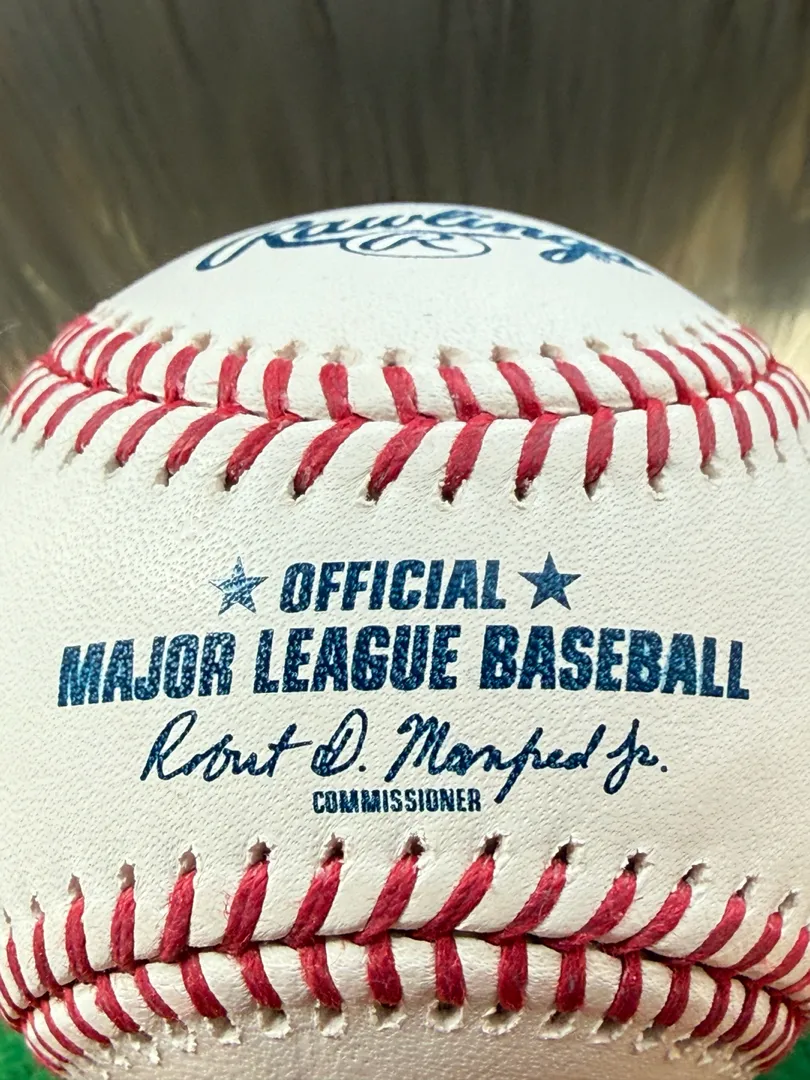 Rawlings
R
★ OFFICIAL ★
MAJOR LEAGUE BASEBALL
Robert D. Manfred Jr.
COMMISSIONER